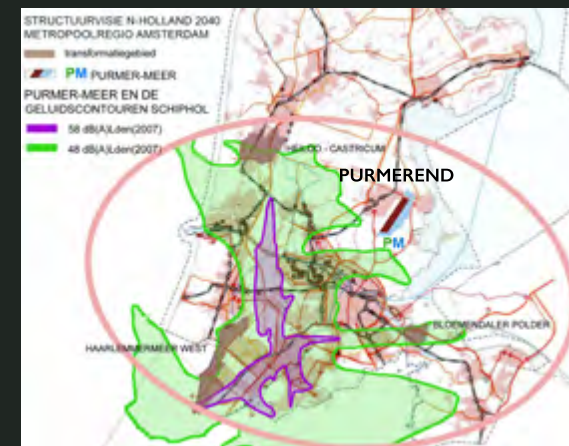 STRUCTUURVISIE N-HOLLAND 2040
METROPOOLREGIO AMSTERDAM
transformatiegebied
PM PURMER-MEER
PURMER-MEER EN DE
GELUIDSCONTOUREN SCHIPHOL
58 dB(A)Lden(2007)
48 dB(A)Lden(2007)
HEILOO - CASTRICUM
PURMEREND
PM
BLOEMENDALER POLDER
HAARLEMMERMEER WEST